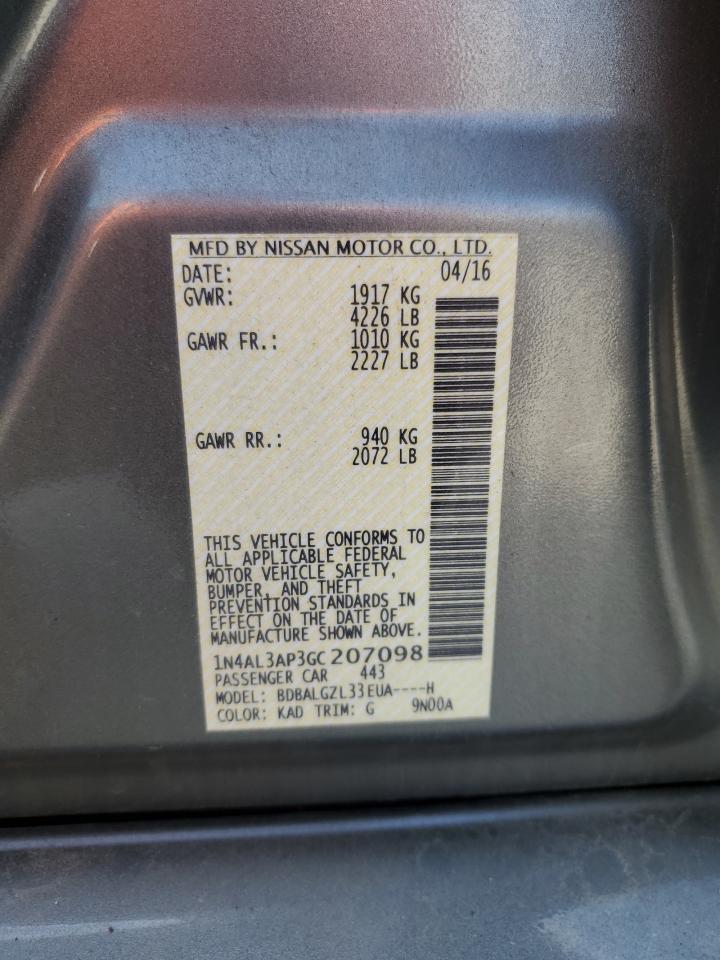 MFD BY NISSAN MOTOR CO., LTD.
DATE: 04/16
GVWR: 1917 KG
4226 LB
GAWR FR.: 1010 KG
2227 LB
GAWR RR.: 940 KG
2072 LB
THIS VEHICLE CONFORMS TO
ALL APPLICABLE FEDERAL
MOTOR VEHICLE SAFETY,
BUMPER, AND THEFT
PREVENTION STANDARDS IN
EFFECT ON THE DATE OF
MANUFACTURE SHOWN ABOVE.
1N4AL3AP3GC207098
PASSENGER CAR 443
MODEL: BDBALGZL33EUA----H
COLOR: KAD TRIM: G 9N00A